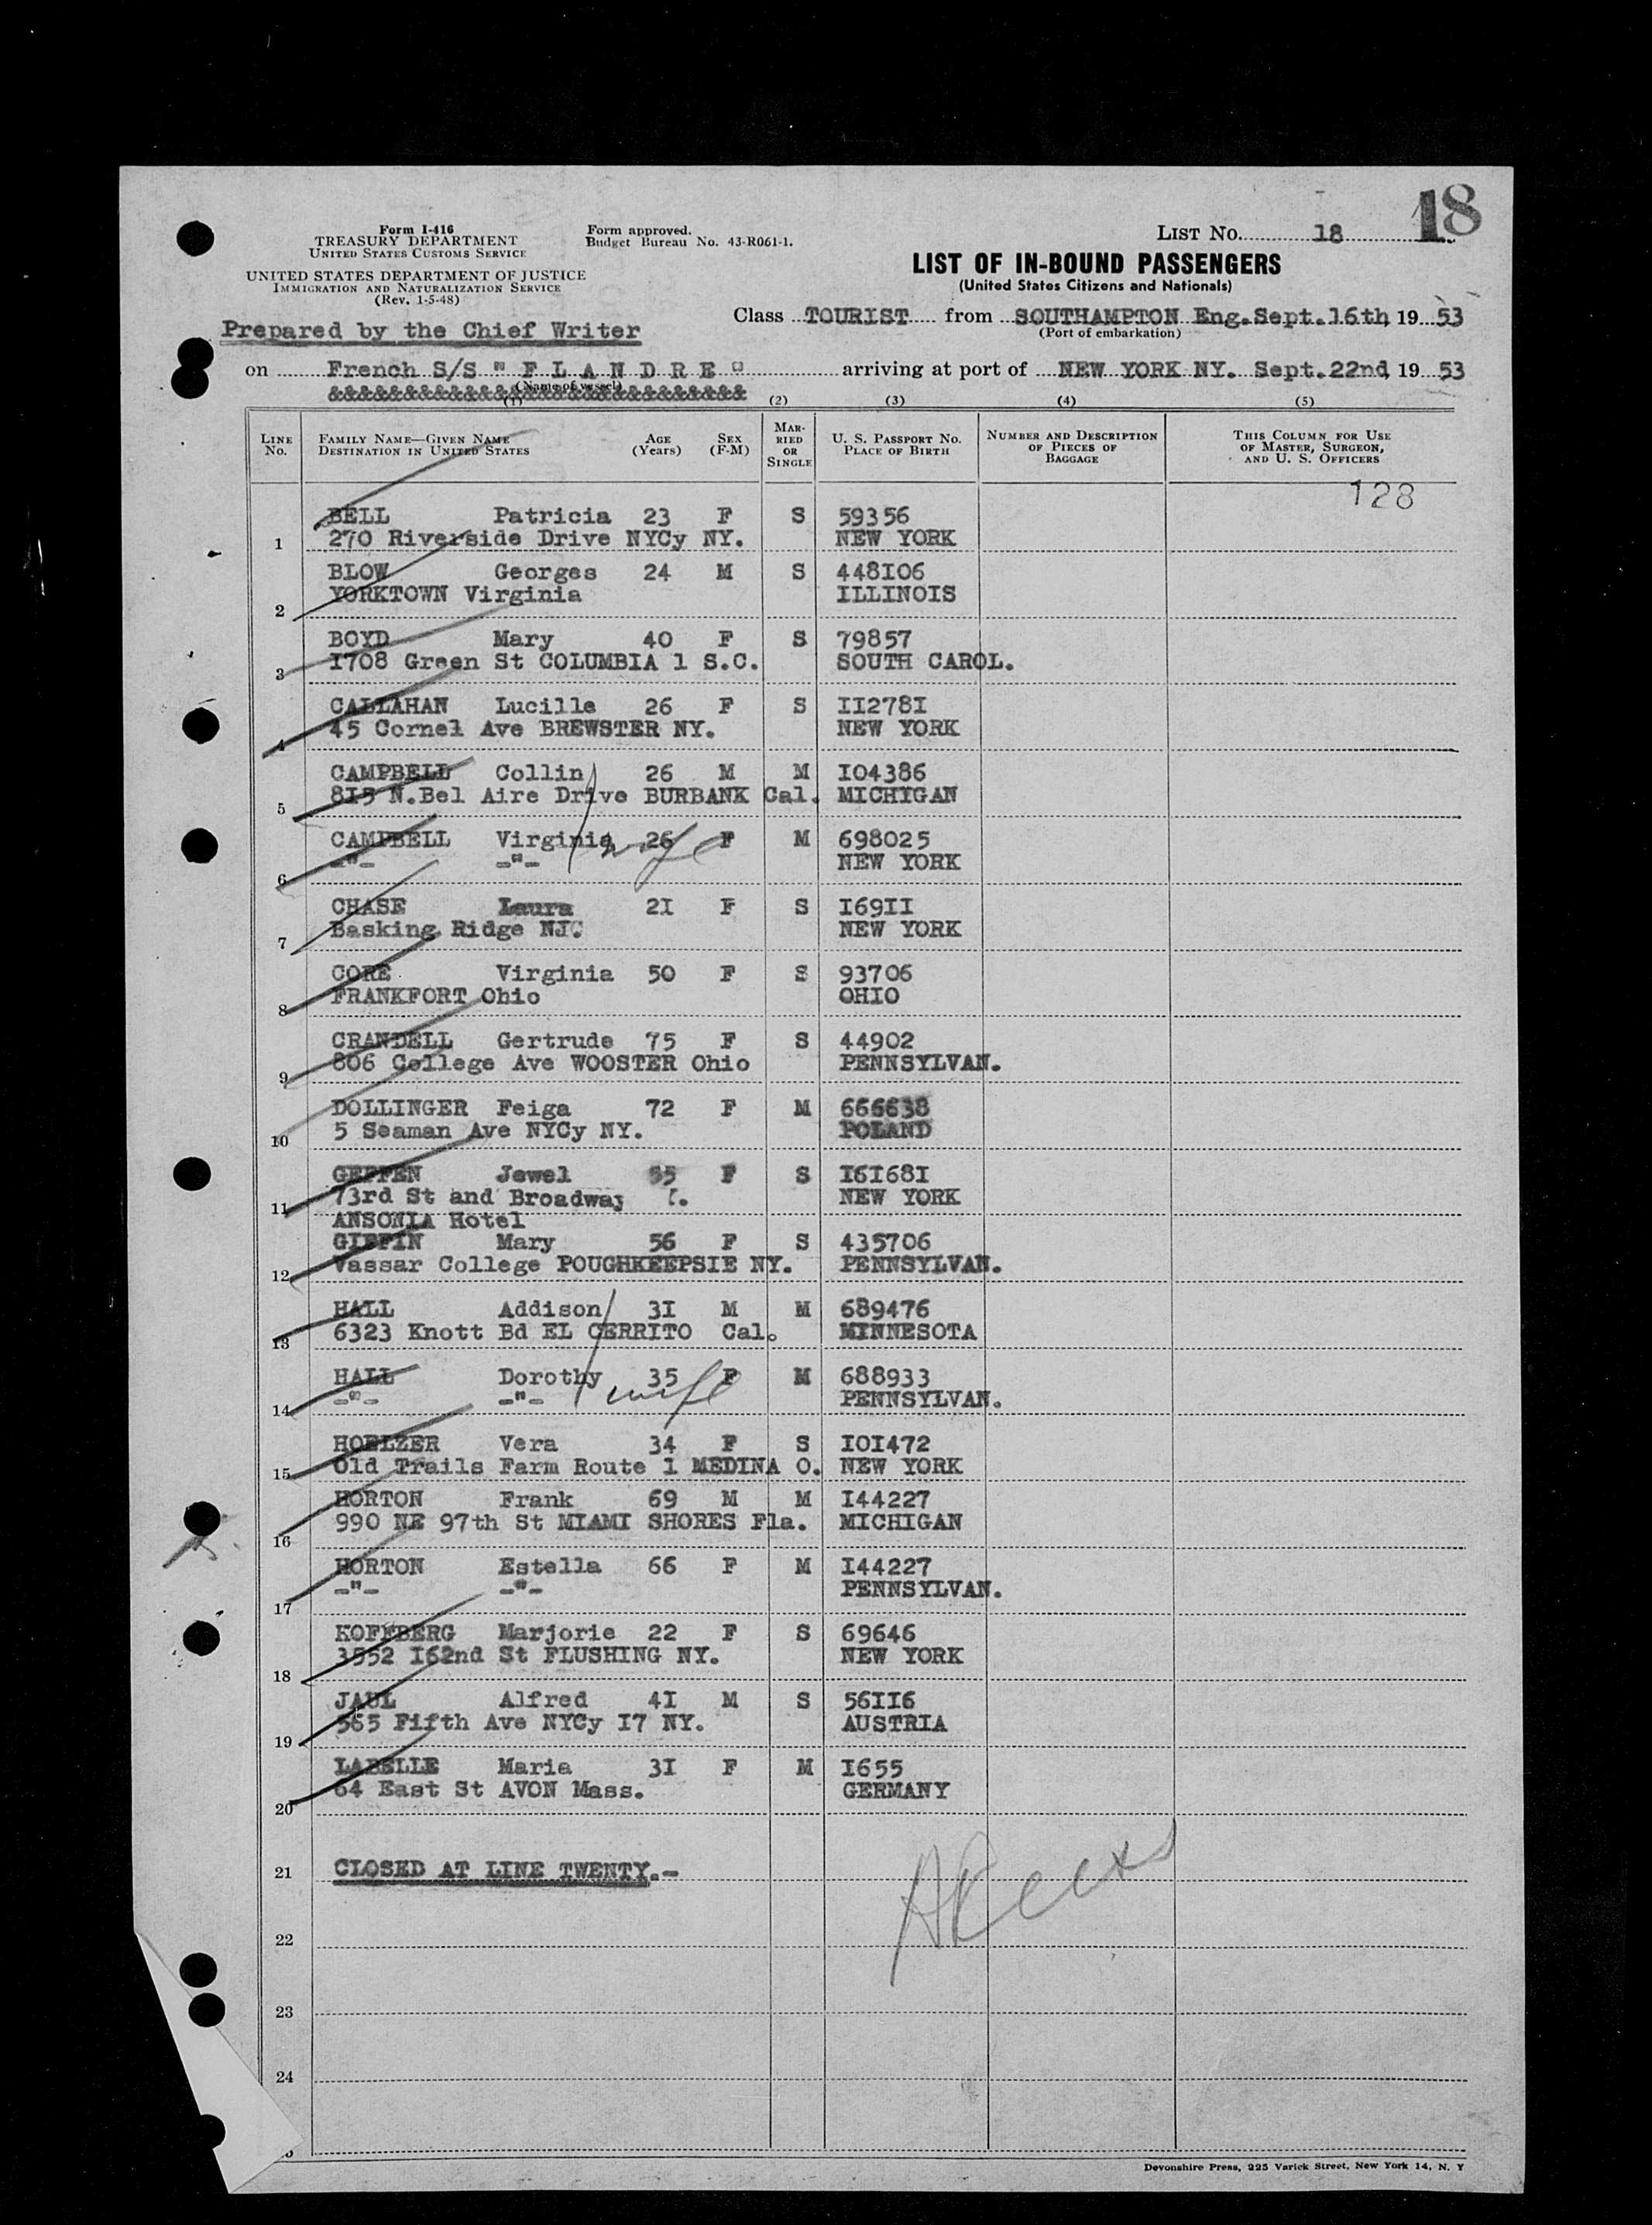 18
Form I-416
TREASURY DEPARTMENT
UNITED STATES CUSTOMS SERVICE
UNITED STATES DEPARTMENT OF JUSTICE
IMMIGRATION AND NATURALIZATION SERVICE
(Rev. 1-5-48)
Form approved.
Budget Bureau No. 43-R061-1.
LIST NO. 18
LIST OF IN-BOUND PASSENGERS
(United States Citizens and Nationals)
Prepared by the Chief Writer
Class TOURIST from SOUTHAMPTON Eng. Sept. 16th, 19 53
(Port of embarkation)
on French S/S " F L A N D R E " arriving at port of NEW YORK NY. Sept. 22nd, 19 53
(Name of vessel)
&&&&&&&&&&&&&&&&&&&&&&&&&&&&
(1) (2) (3) (4) (5)
LINE No. FAMILY NAME—GIVEN NAME DESTINATION IN UNITED STATES AGE (Years) SEX (F-M) MARRIED OR SINGLE U. S. PASSPORT NO. PLACE OF BIRTH NUMBER AND DESCRIPTION OF PIECES OF BAGGAGE THIS COLUMN FOR USE OF MASTER, SURGEON, AND U. S. OFFICERS
128
BELL Patricia 23 F S 59356
1 270 Riverside Drive NYCy NY. NEW YORK
BLOW Georges 24 M S 448I06
2 YORKTOWN Virginia ILLINOIS
BOYD Mary 40 F S 79857
3 I708 Green St COLUMBIA 1 S.C. SOUTH CAROL.
CALLAHAN Lucille 26 F S II278I
4 45 Cornel Ave BREWSTER NY. NEW YORK
CAMPBELL Collin 26 M M I04386
5 815 N.Bel Aire Drive BURBANK Cal. MICHIGAN
CAMPBELL Virginia 26 F M 698025
wife
6 -"- -"- NEW YORK
CHASE Laura 2I F S I69II
7 Basking Ridge NJ. NEW YORK
CORE Virginia 50 F S 93706
8 FRANKFORT Ohio OHIO
CRANDELL Gertrude 75 F S 44902
9 806 College Ave WOOSTER Ohio PENNSYLVAN.
DOLLINGER Feiga 72 F M 666638
10 5 Seaman Ave NYCy NY. POLAND
GEFFEN Jewel F S I6I68I
11 73rd St and Broadway NEW YORK
ANSONIA Hotel
GIFFIN Mary 56 F S 435706
12 Vassar College POUGHKEEPSIE NY. PENNSYLVAN.
HALL Addison 3I M M 689476
13 6323 Knott Bd EL CERRITO Cal. MINNESOTA
HALL Dorothy 35 F M 688933
wife
14 -"- -"- PENNSYLVAN.
HOELZER Vera 34 F S I0I472
15 Old Trails Farm Route 1 MEDINA O. NEW YORK
HORTON Frank 69 M M I44227
16 990 NE 97th St MIAMI SHORES Fla. MICHIGAN
HORTON Estella 66 F M I44227
17 -"- -"- PENNSYLVAN.
KOFFBERG Marjorie 22 F S 69646
18 3552 I62nd St FLUSHING NY. NEW YORK
JAUL Alfred 4I M S 56II6
19 565 Fifth Ave NYCy I7 NY. AUSTRIA
LABELLE Maria 3I F M I655
20 64 East St AVON Mass. GERMANY
21 CLOSED AT LINE TWENTY.-
22
23
24
Devonshire Press, 225 Varick Street, New York 14, N. Y